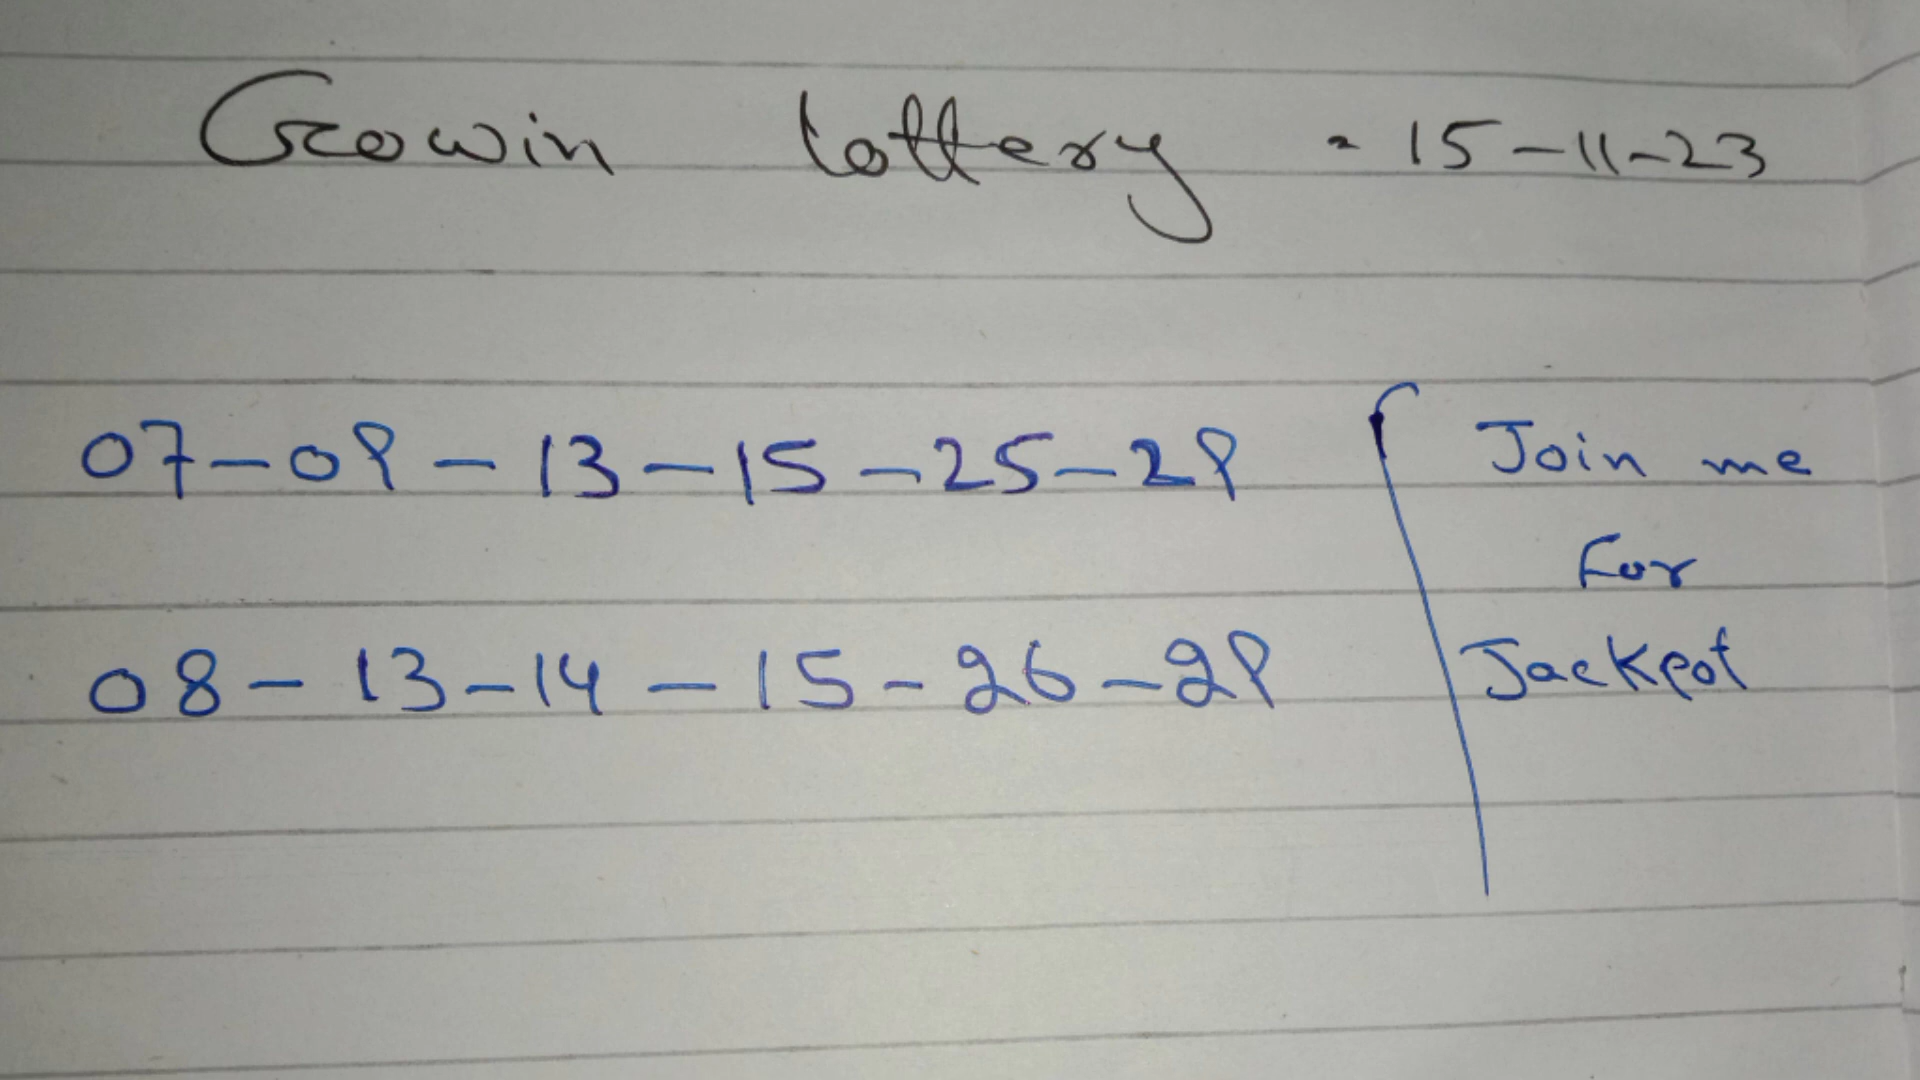 Gcowin lottery = 15-11-23
07-09-13-15-25-29
08-13-14-15-26-29
Join me
For
Jackpot